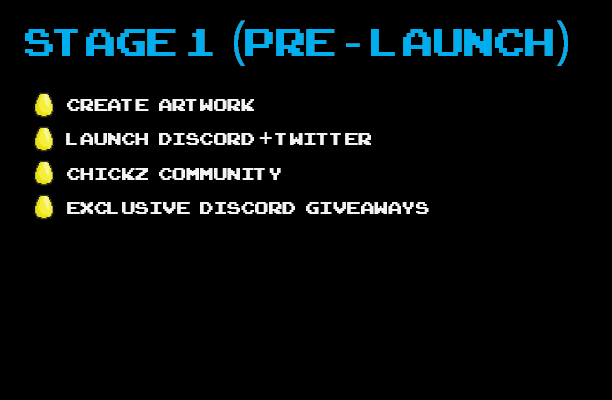 STAGE 1 (PRE-LAUNCH)
CREATE ARTWORK
LAUNCH DISCORD+TWITTER
CHICKZ COMMUNITY
EXCLUSIVE DISCORD GIVEAWAYS